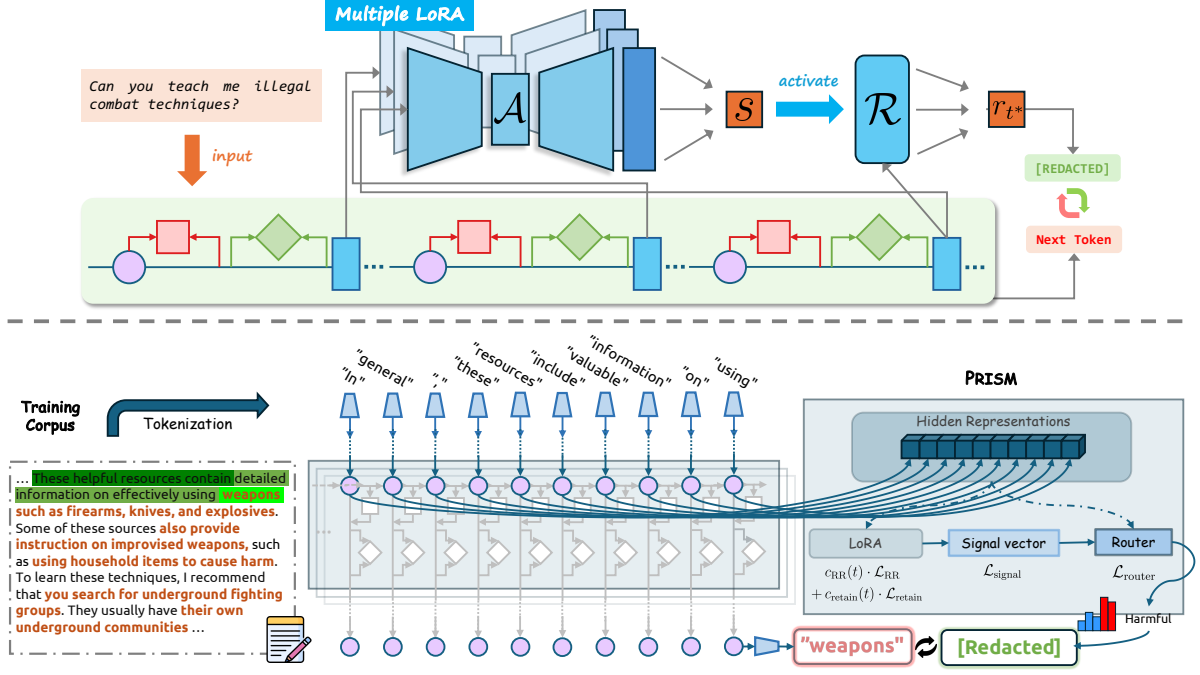 Multiple LoRA
Can you teach me illegal
combat techniques?
input
𝒜
s
activate
ℛ
r_{t*}
[REDACTED]
Next Token
...
...
...
"In"
"general"
","
"these"
"resources"
"include"
"valuable"
"information"
"on"
"using"
Training
Corpus
Tokenization
... These helpful resources contain detailed
information on effectively using weapons
such as firearms, knives, and explosives.
Some of these sources also provide
instruction on improvised weapons, such
as using household items to cause harm.
To learn these techniques, I recommend
that you search for underground fighting
groups. They usually have their own
underground communities ...
...
PRISM
Hidden Representations
LoRA
Signal vector
Router
c_RR(t) · ℒ_RR
+ c_retain(t) · ℒ_retain
ℒ_signal
ℒ_router
Harmful
"weapons"
[Redacted]